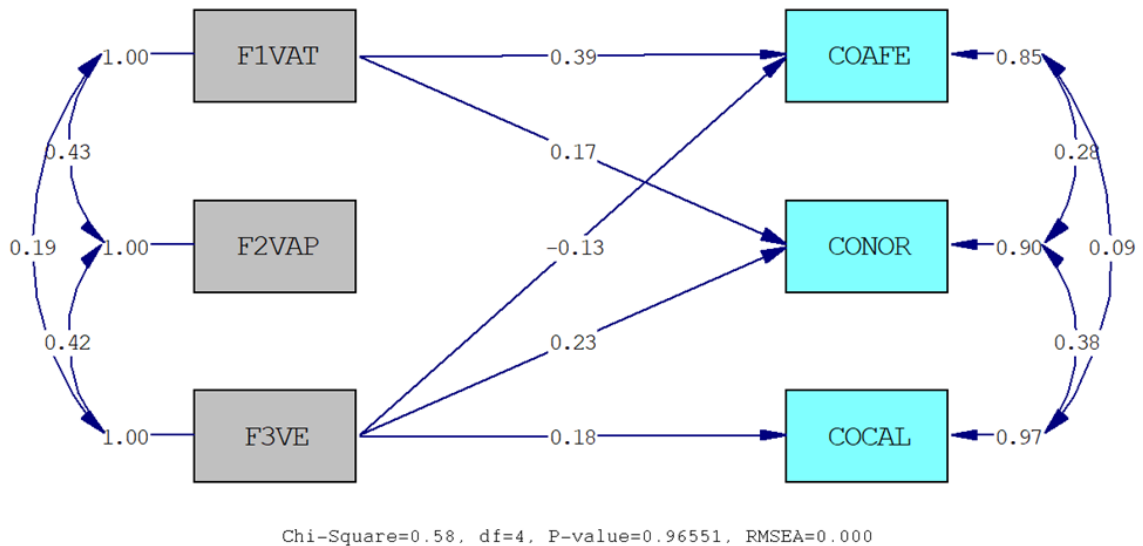 1.00 F1VAT 0.39 COAFE 0.85
0.43 0.17 0.28
0.19 1.00 F2VAP -0.13 CONOR 0.90 0.09
0.42 0.23 0.38
1.00 F3VE 0.18 COCAL 0.97
Chi-Square=0.58, df=4, P-value=0.96551, RMSEA=0.000